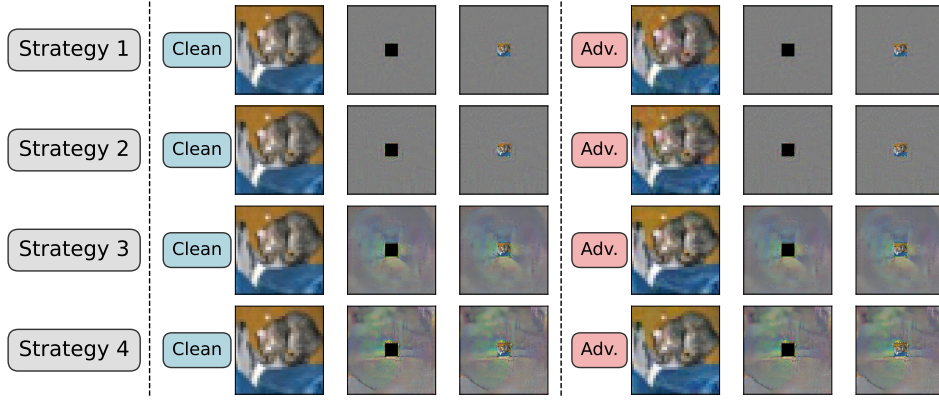 Strategy 1 Clean Adv.
Strategy 2 Clean Adv.
Strategy 3 Clean Adv.
Strategy 4 Clean Adv.